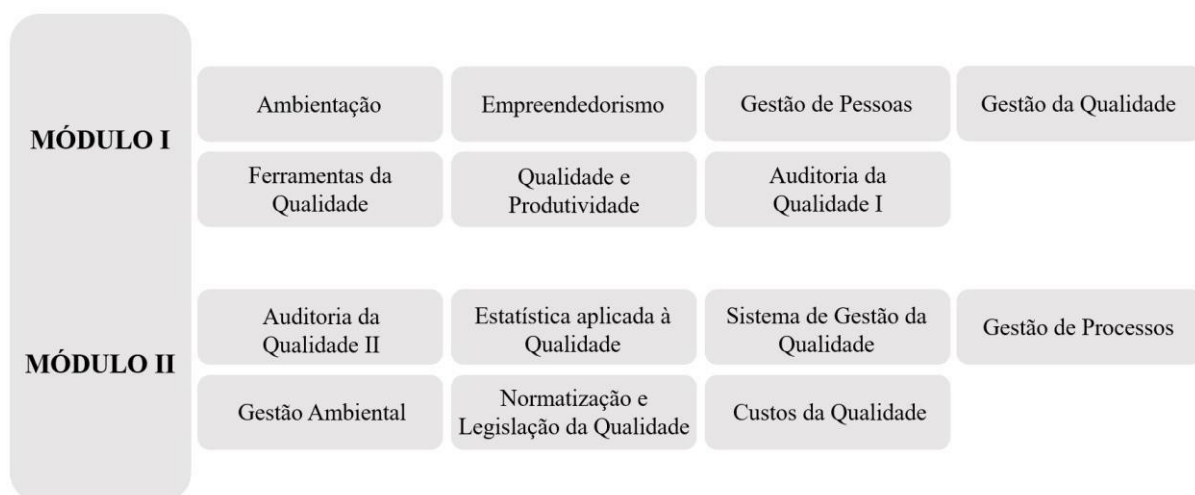 MÓDULO I
Ambientação
Empreendedorismo
Gestão de Pessoas
Gestão da Qualidade
Ferramentas da
Qualidade
Qualidade e
Produtividade
Auditoria da
Qualidade I
MÓDULO II
Auditoria da
Qualidade II
Estatística aplicada à
Qualidade
Sistema de Gestão da
Qualidade
Gestão de Processos
Gestão Ambiental
Normatização e
Legislação da Qualidade
Custos da Qualidade